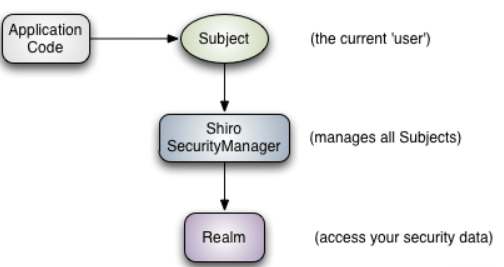 Application
Code
Subject
(the current 'user')
Shiro
SecurityManager
(manages all Subjects)
Realm
(access your security data)